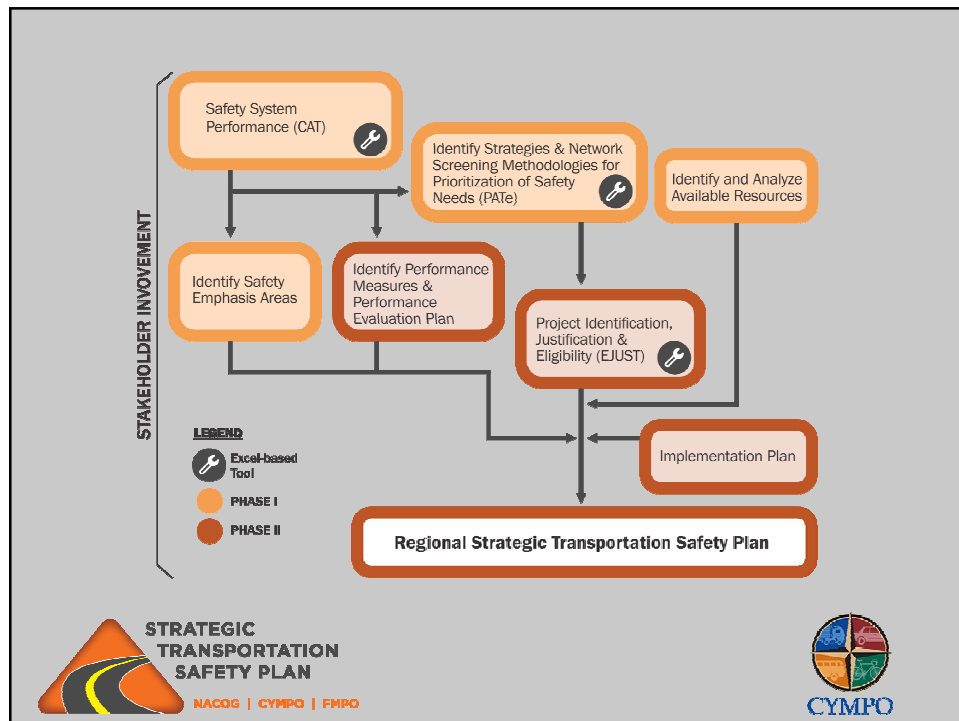 STAKEHOLDER INVOVEMENT
Safety System
Performance (CAT)
Identify Strategies & Network
Screening Methodologies for
Prioritization of Safety
Needs (PATe)
Identify and Analyze
Available Resources
Identify Safety
Emphasis Areas
Identify Performance
Measures &
Performance
Evaluation Plan
Project Identification,
Justification &
Eligibility (EJUST)
Implementation Plan
LEGEND
Excel-based
Tool
PHASE I
PHASE II
Regional Strategic Transportation Safety Plan
STRATEGIC
TRANSPORTATION
SAFETY PLAN
NACOG | CYMPO | FMPO
CYMPO